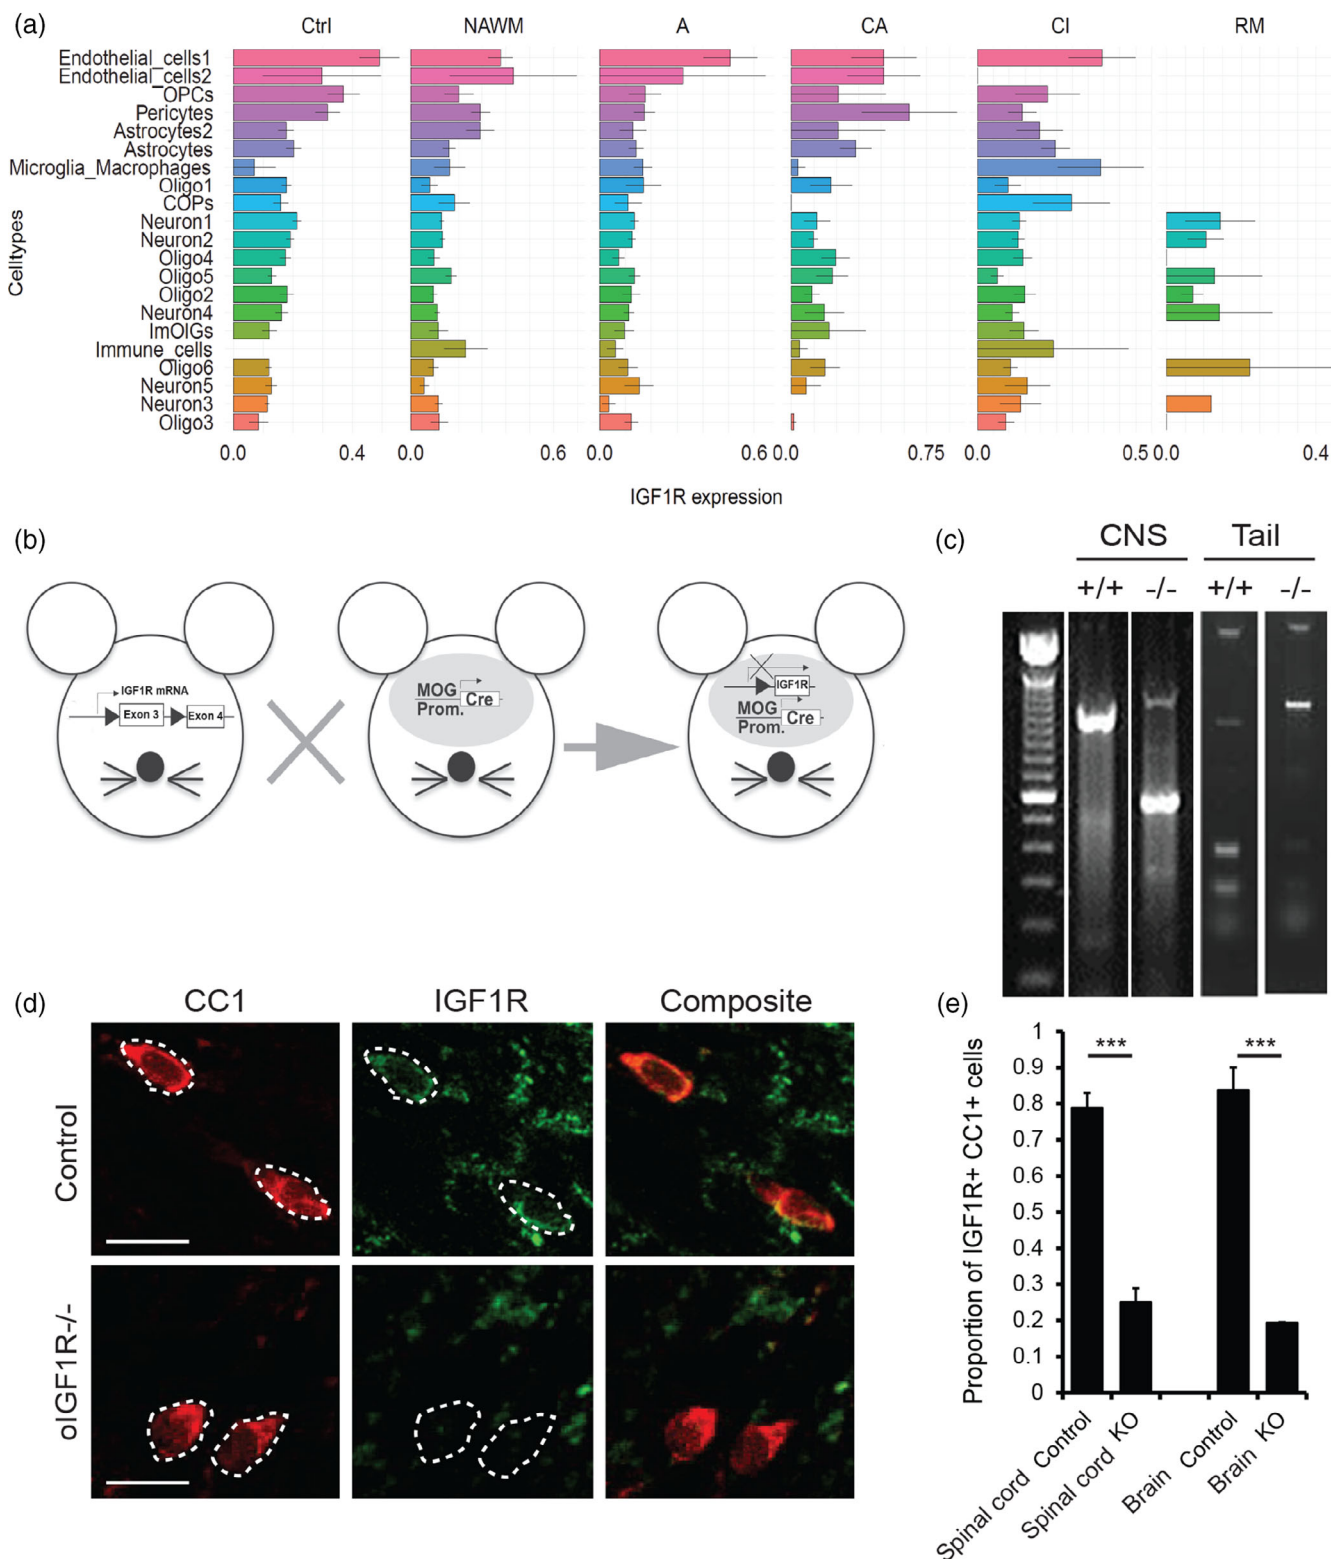 (a)
Ctrl NAWM A CA CI RM
Celltypes
Endothelial_cells1
Endothelial_cells2
OPCs
Pericytes
Astrocytes2
Astrocytes
Microglia_Macrophages
Oligo1
COPs
Neuron1
Neuron2
Oligo4
Oligo5
Oligo2
Neuron4
ImOlGs
Immune_cells
Oligo6
Neuron5
Neuron3
Oligo3
0.0 0.4 0.0 0.6 0.0 0.6 0.0 0.75 0.0 0.5 0.0 0.4
IGF1R expression
(b)
IGF1R mRNA
Exon 3 Exon 4
MOG
Prom. Cre
IGF1R
MOG
Prom. Cre
(c)
CNS Tail
+/+ -/- +/+ -/-
(d)
CC1 IGF1R Composite
Control
oIGF1R-/-
(e)
Proportion of IGF1R+ CC1+ cells
1
0.9
0.8
0.7
0.6
0.5
0.4
0.3
0.2
0.1
0
*** ***
Spinal cord Control
Spinal cord KO
Brain Control
Brain KO